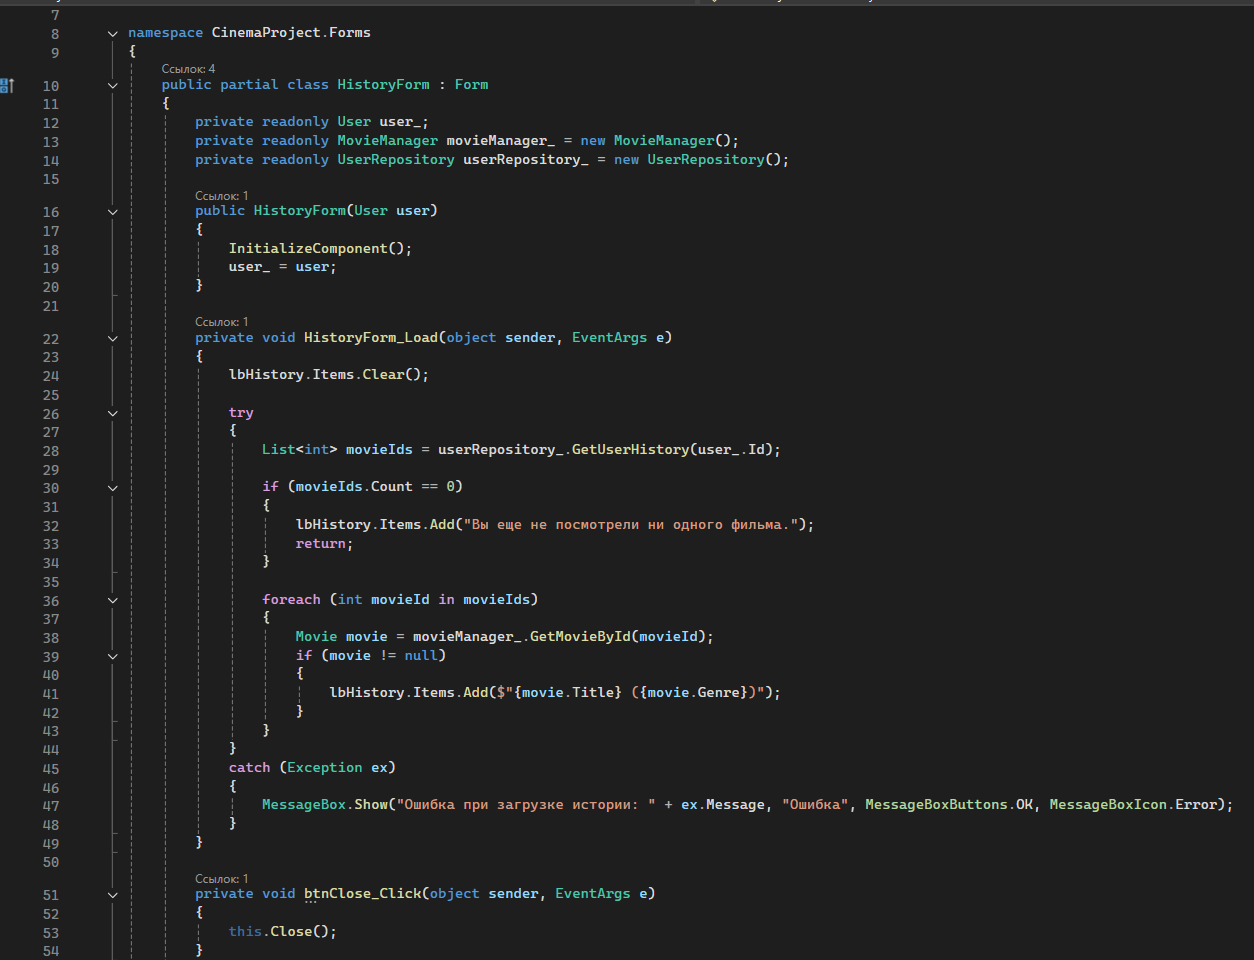 7
8 namespace CinemaProject.Forms
9 {
Ссылок: 4
10 public partial class HistoryForm : Form
11 {
12 private readonly User user_;
13 private readonly MovieManager movieManager_ = new MovieManager();
14 private readonly UserRepository userRepository_ = new UserRepository();
15
Ссылок: 1
16 public HistoryForm(User user)
17 {
18 InitializeComponent();
19 user_ = user;
20 }
21
Ссылок: 1
22 private void HistoryForm_Load(object sender, EventArgs e)
23 {
24 lbHistory.Items.Clear();
25
26 try
27 {
28 List<int> movieIds = userRepository_.GetUserHistory(user_.Id);
29
30 if (movieIds.Count == 0)
31 {
32 lbHistory.Items.Add("Вы еще не посмотрели ни одного фильма.");
33 return;
34 }
35
36 foreach (int movieId in movieIds)
37 {
38 Movie movie = movieManager_.GetMovieById(movieId);
39 if (movie != null)
40 {
41 lbHistory.Items.Add($"{movie.Title} ({movie.Genre})");
42 }
43 }
44 }
45 catch (Exception ex)
46 {
47 MessageBox.Show("Ошибка при загрузке истории: " + ex.Message, "Ошибка", MessageBoxButtons.OK, MessageBoxIcon.Error);
48 }
49 }
50
Ссылок: 1
51 private void btnClose_Click(object sender, EventArgs e)
52 {
53 this.Close();
54 }